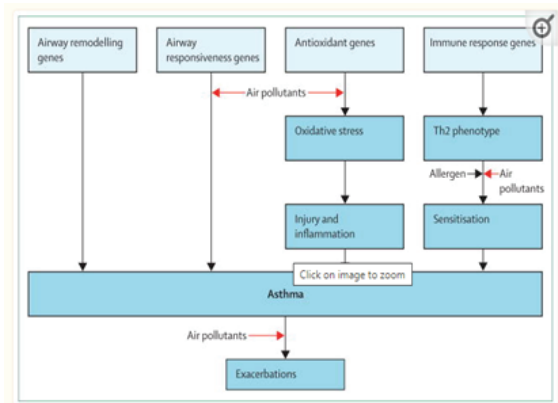 Airway remodelling
genes
Airway
responsiveness genes
Antioxidant genes
Immune response genes
Air pollutants
Oxidative stress
Th2 phenotype
Allergen
Air
pollutants
Injury and
inflammation
Sensitisation
Click on image to zoom
Asthma
Air pollutants
Exacerbations